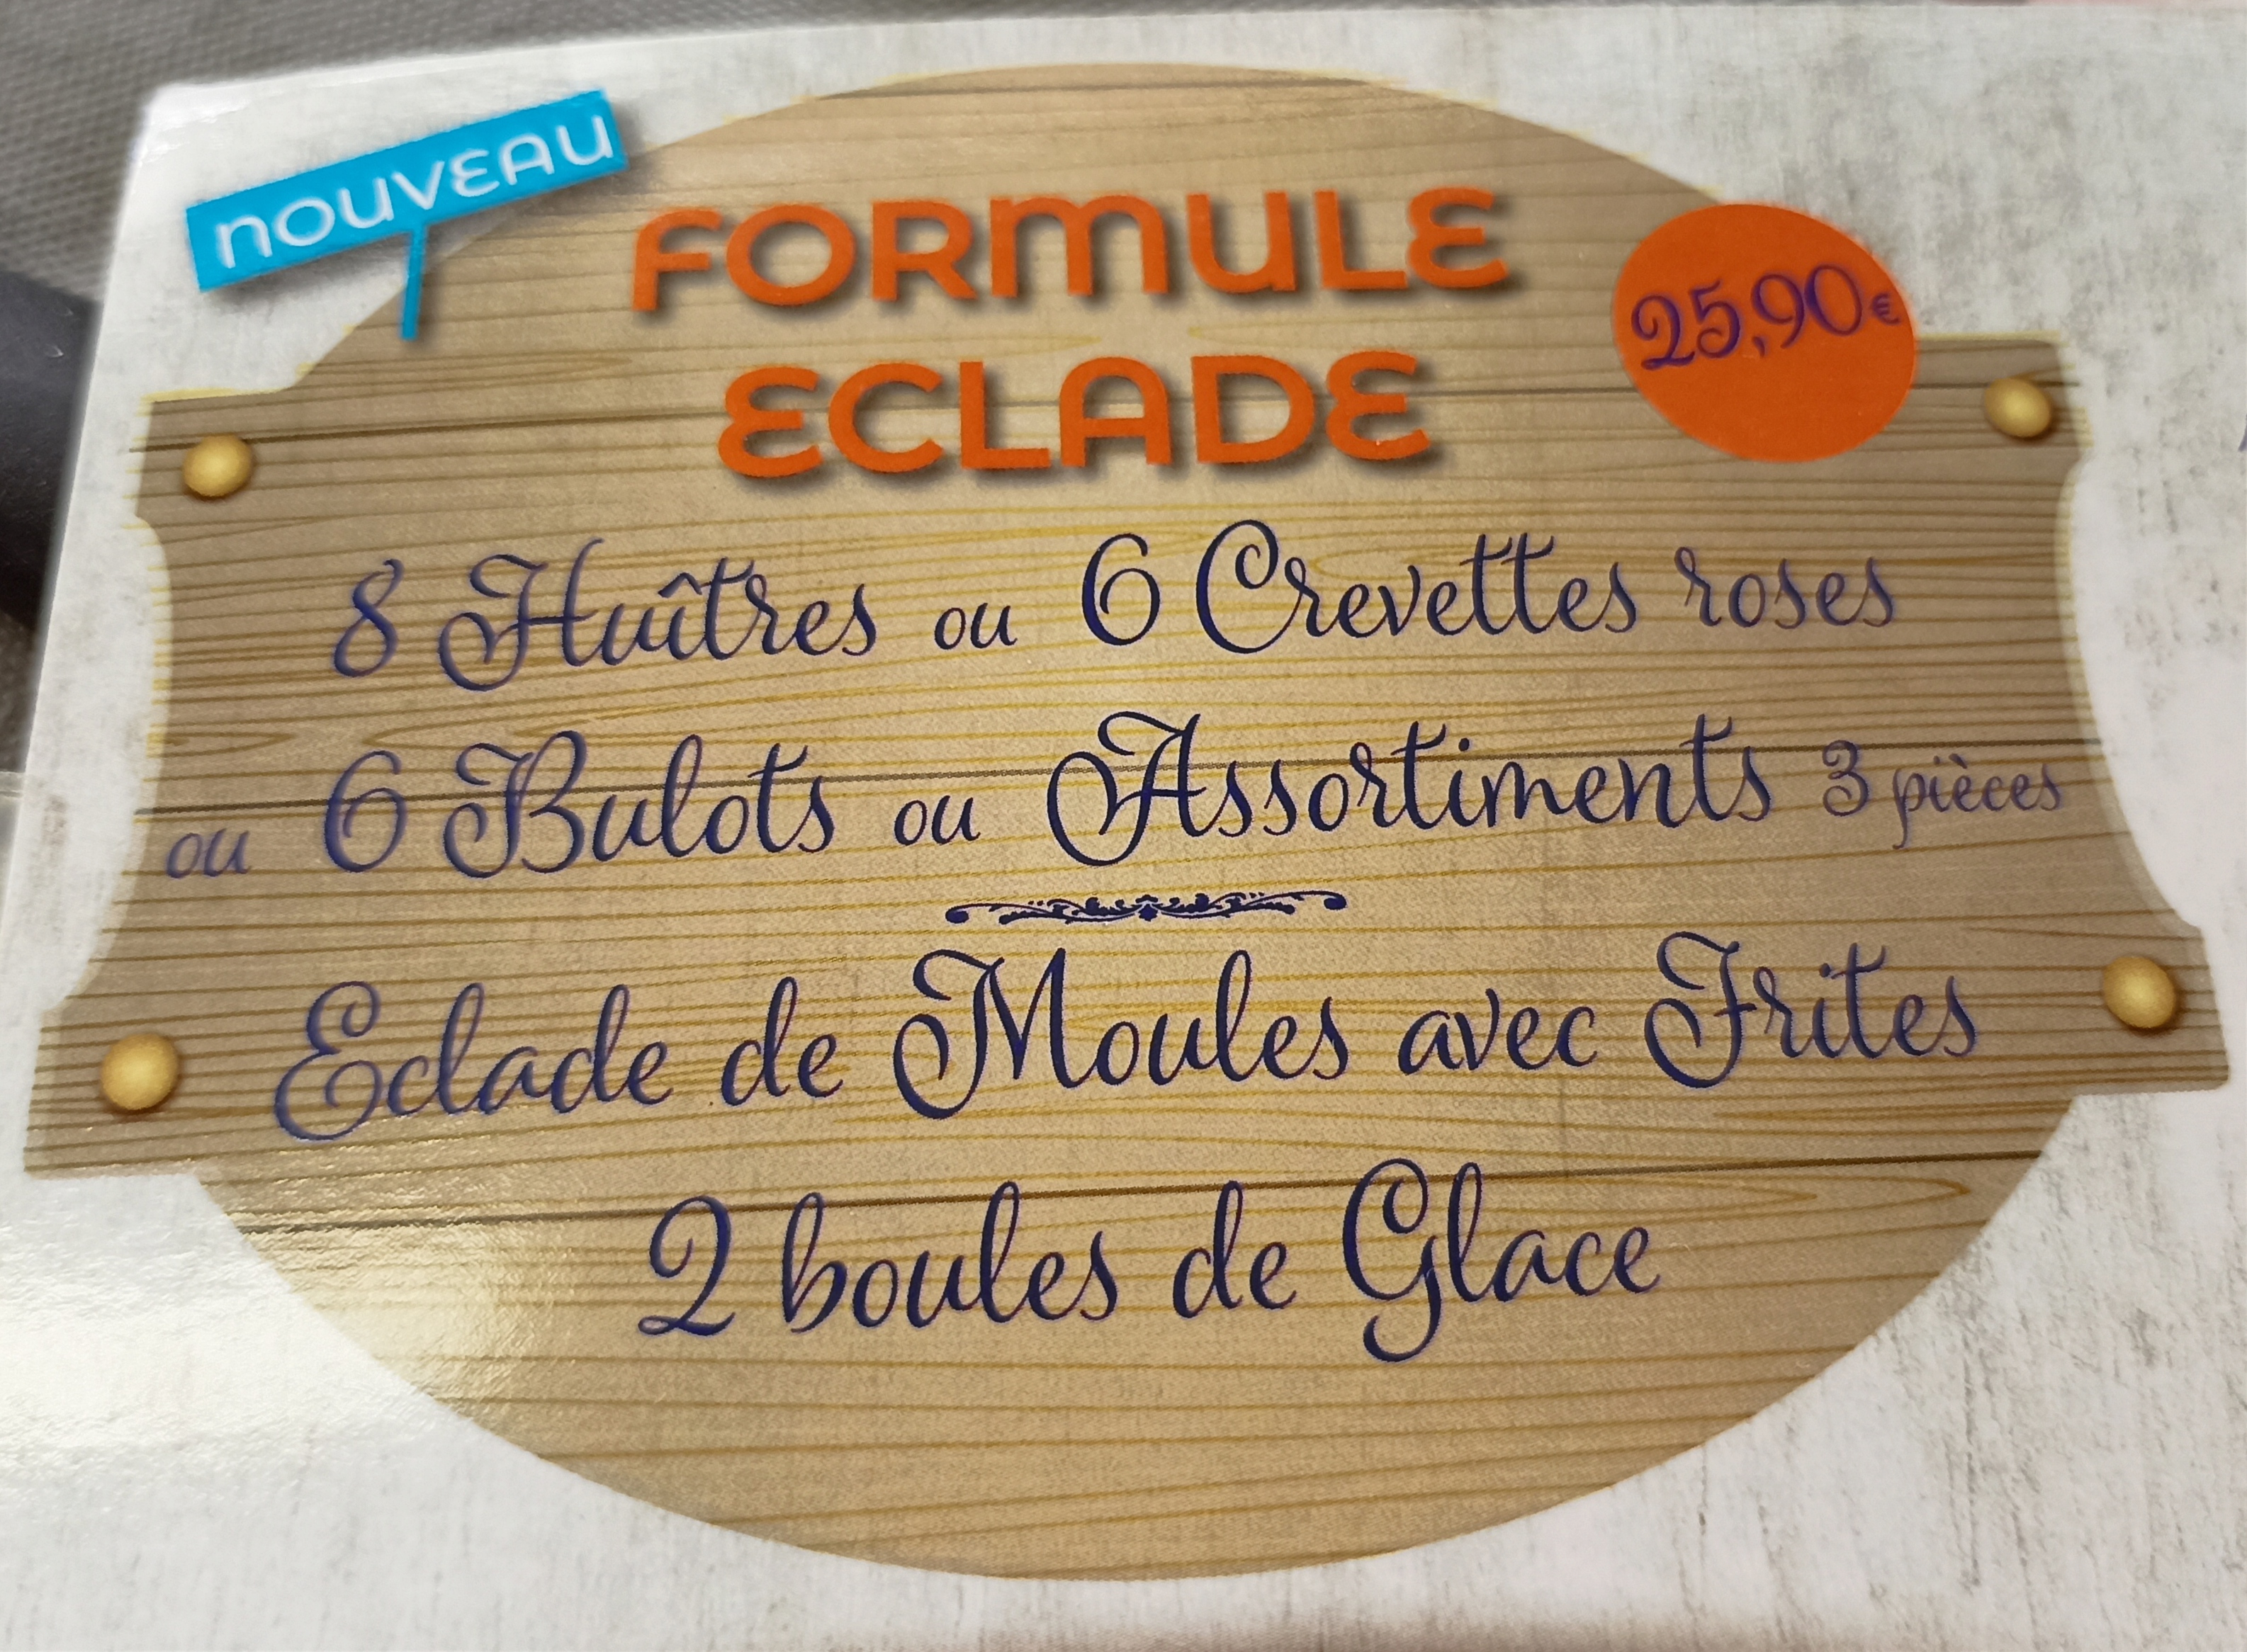 NOUVEAU
FORMULE
ECLADE
25,90€
8 Huîtres ou 6 Crevettes roses
ou 6 Bulots ou Assortiments 3 pièces
Eclade de Moules avec Frites
2 boules de Glace